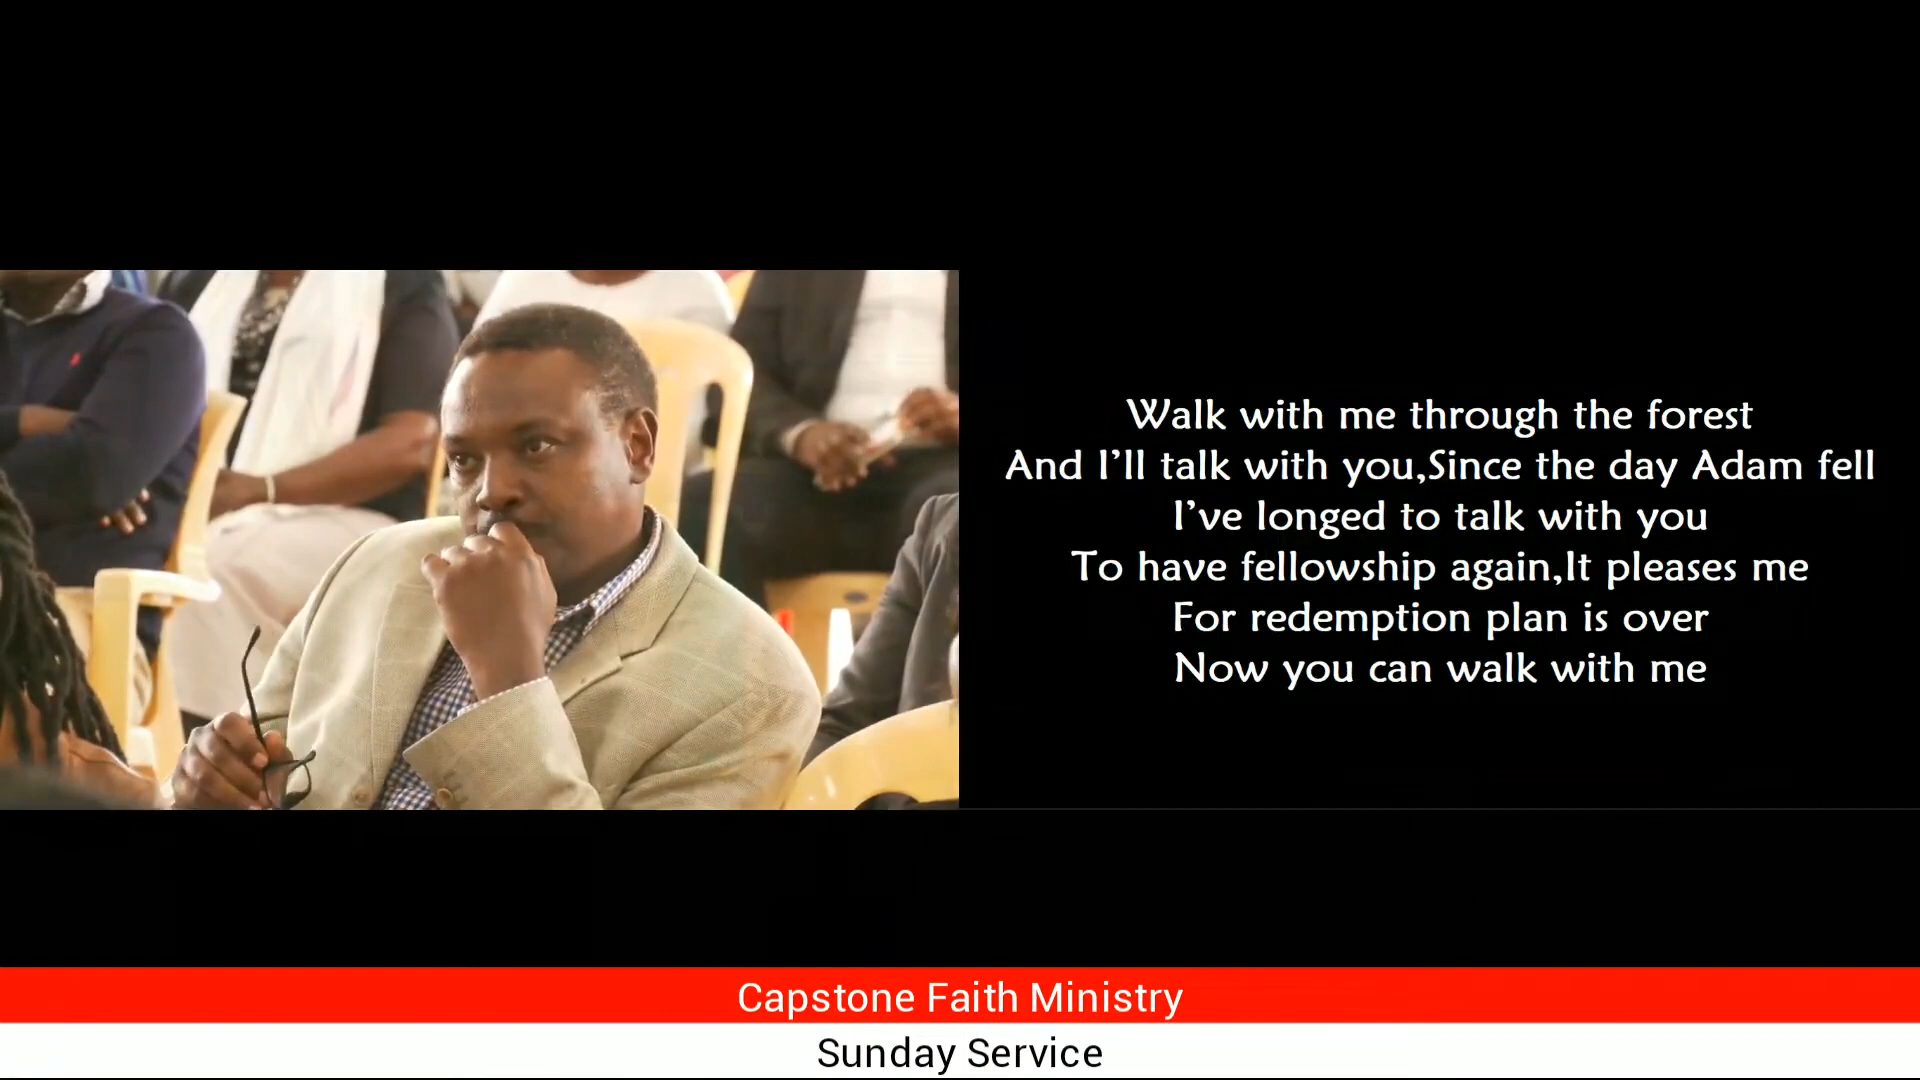 Walk with me through the forest
And I’ll talk with you,Since the day Adam fell
I’ve longed to talk with you
To have fellowship again,It pleases me
For redemption plan is over
Now you can walk with me
Capstone Faith Ministry
Sunday Service